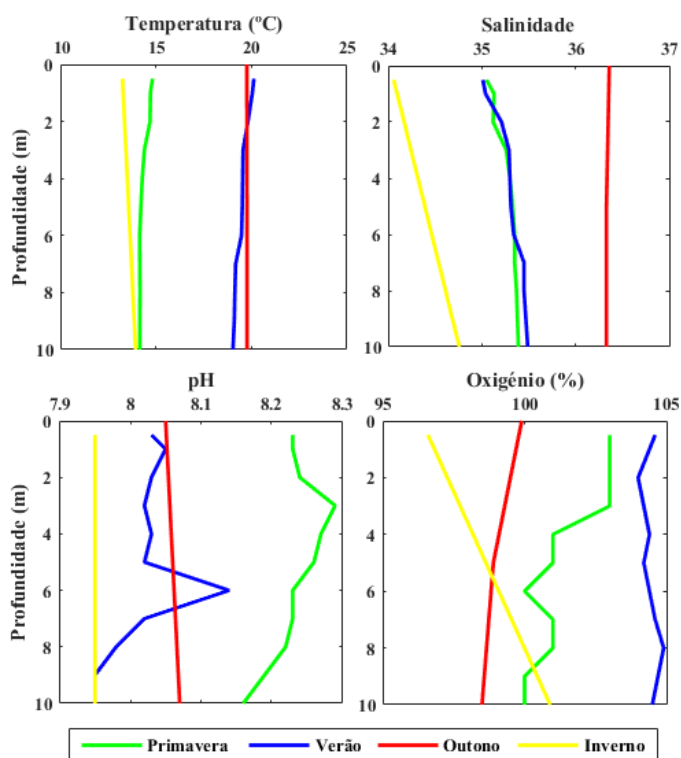 Temperatura (ºC)
10 15 20 25
0
2
4
6
8
10
Profundidade (m)
Salinidade
34 35 36 37
0
2
4
6
8
10
pH
7.9 8 8.1 8.2 8.3
0
2
4
6
8
10
Profundidade (m)
Oxigénio (%)
95 100 105
0
2
4
6
8
10
Primavera Verão Outono Inverno